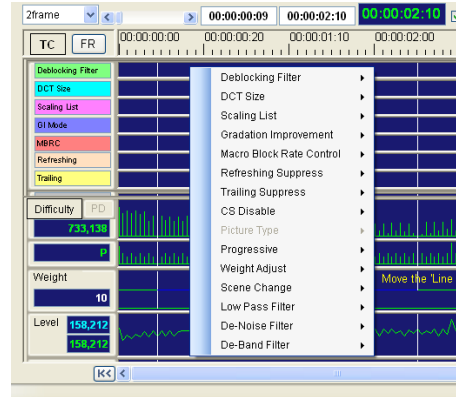 2frame 00:00:00:09 00:00:02:10 00:00:02:10
TC FR 00:00:00:00 00:00:00:20 00:00:01:10 00:00:02:00
Deblocking Filter
DCT Size
Scaling List
GI Mode
MBRC
Refreshing
Trailing
Difficulty PD
733,138
P
Weight
10
Level 158,212
158,212
Deblocking Filter
DCT Size
Scaling List
Gradation Improvement
Macro Block Rate Control
Refreshing Suppress
Trailing Suppress
CS Disable
Picture Type
Progressive
Weight Adjust
Scene Change
Low Pass Filter
De-Noise Filter
De-Band Filter
Move the 'Line